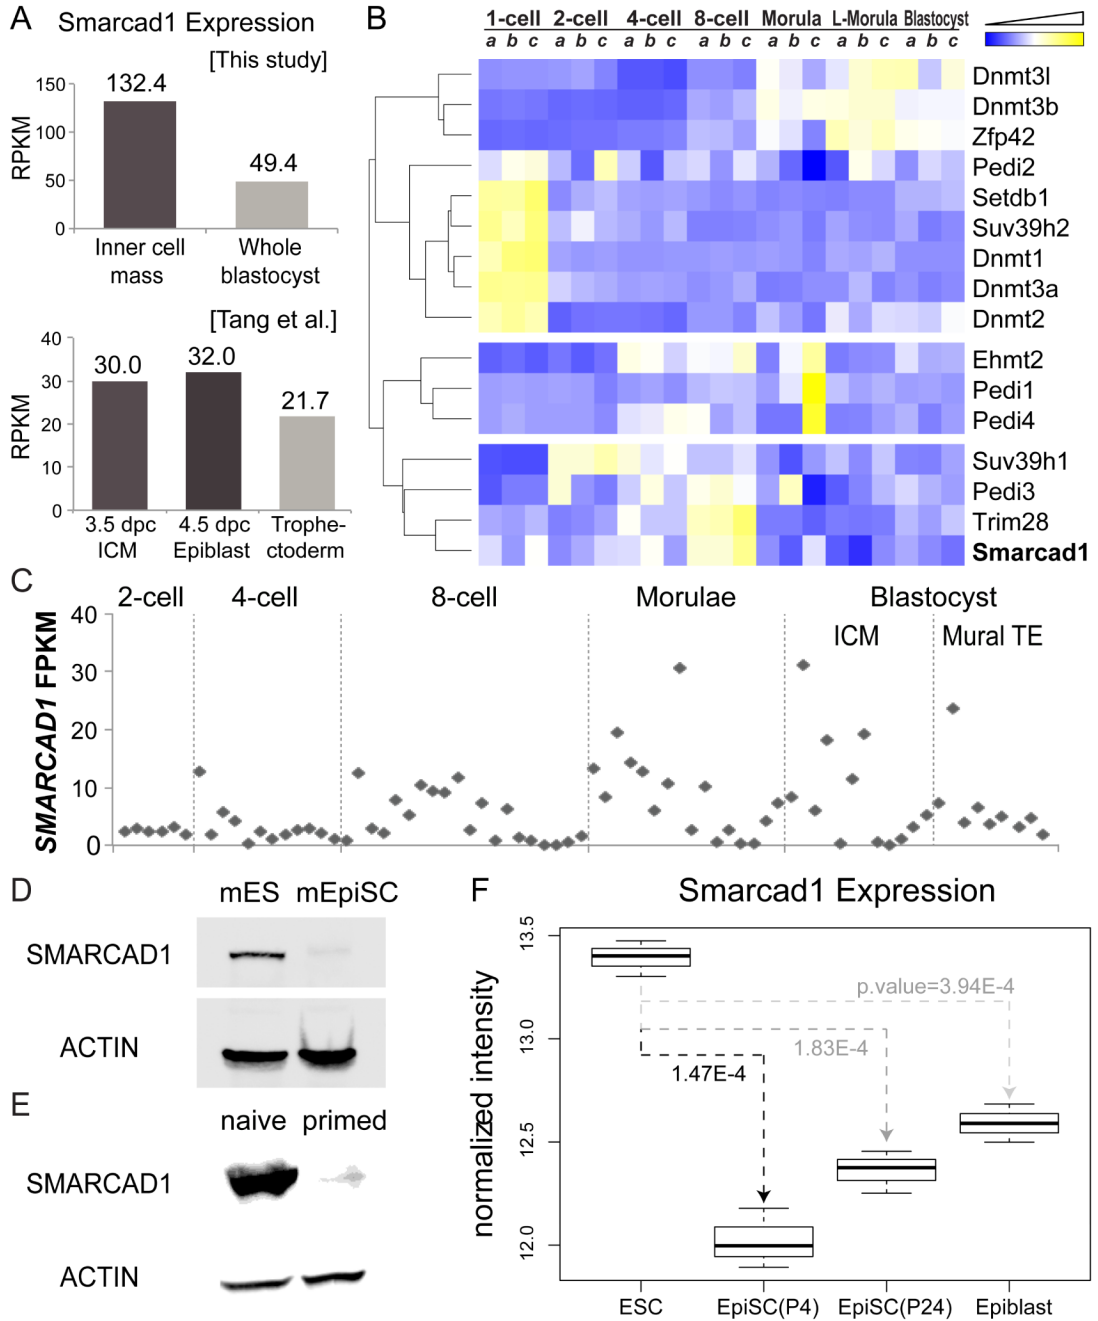 A Smarcad1 Expression
[This study]
RPKM
150
100
50
0
132.4
49.4
Inner cell mass
Whole blastocyst
[Tang et al.]
RPKM
40
30
20
10
0
30.0
32.0
21.7
3.5 dpc ICM
4.5 dpc Epiblast
Trophe-
ctoderm
B
1-cell 2-cell 4-cell 8-cell Morula L-Morula Blastocyst
a b c a b c a b c a b c a b c a b c a b c
Dnmt3l
Dnmt3b
Zfp42
Pedi2
Setdb1
Suv39h2
Dnmt1
Dnmt3a
Dnmt2
Ehmt2
Pedi1
Pedi4
Suv39h1
Pedi3
Trim28
Smarcad1
C
2-cell 4-cell 8-cell Morulae Blastocyst
ICM Mural TE
SMARCAD1 FPKM
40
30
20
10
0
D
mES mEpiSC
SMARCAD1
ACTIN
E
naive primed
SMARCAD1
ACTIN
F Smarcad1 Expression
normalized intensity
13.5
13.0
12.5
12.0
p.value=3.94E-4
1.83E-4
1.47E-4
ESC EpiSC(P4) EpiSC(P24) Epiblast